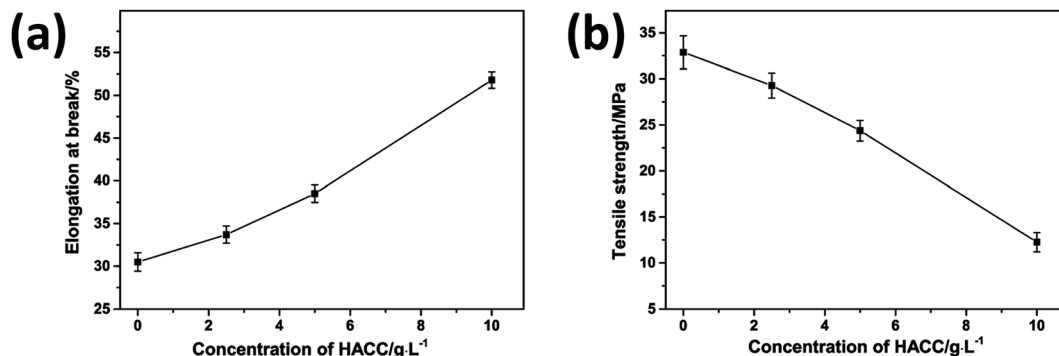 (a)
Elongation at break/%
55
50
45
40
35
30
25
0 2 4 6 8 10
Concentration of HACC/g·L⁻¹
(b)
Tensile strength/MPa
35
30
25
20
15
10
5
0 2 4 6 8 10
Concentration of HACC/g·L⁻¹